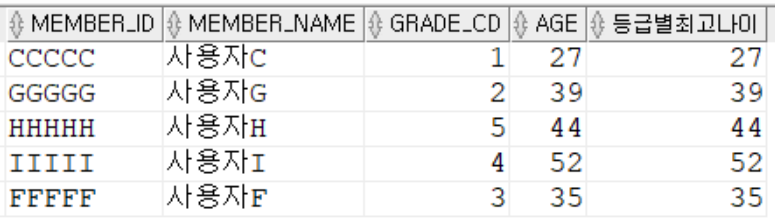 MEMBER_ID MEMBER_NAME GRADE_CD AGE 등급별최고나이
CCCCC 사용자C 1 27 27
GGGGG 사용자G 2 39 39
HHHHH 사용자H 5 44 44
IIIII 사용자I 4 52 52
FFFFF 사용자F 3 35 35